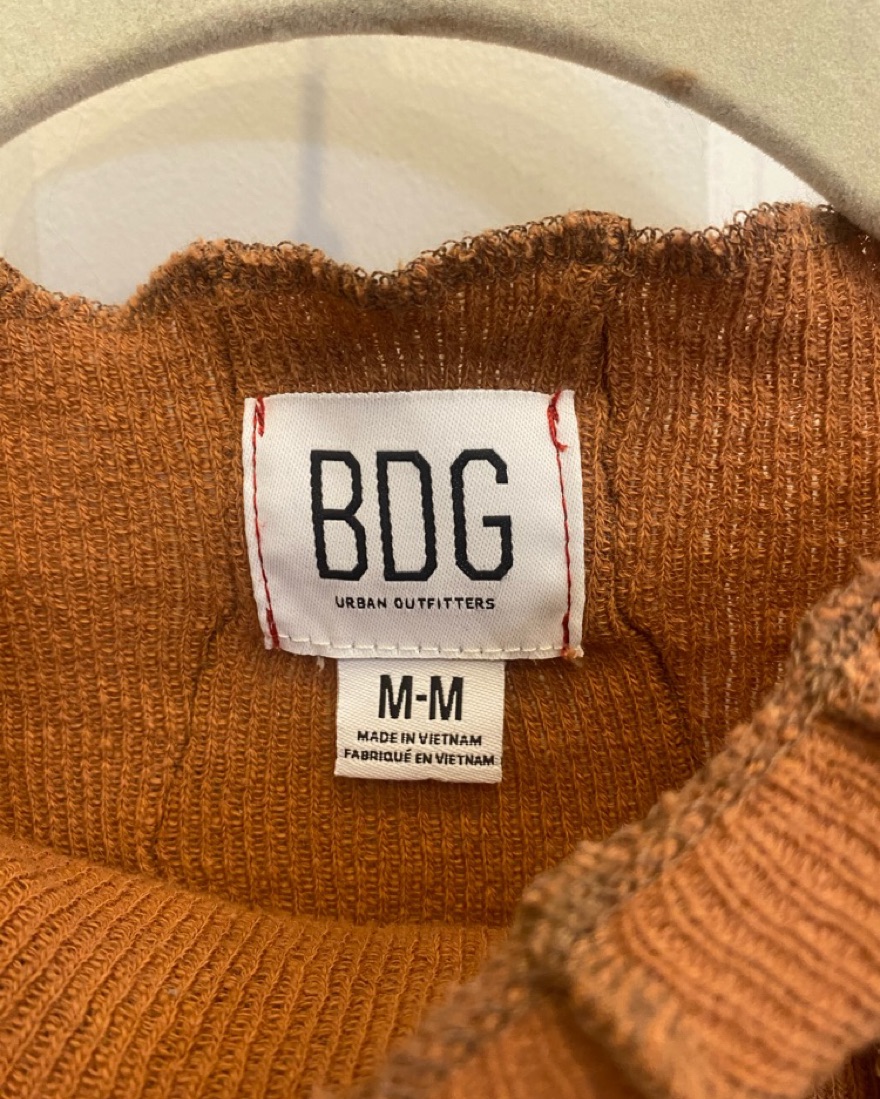 BDG
URBAN OUTFITTERS
M-M
MADE IN VIETNAM
FABRIQUÉ EN VIETNAM